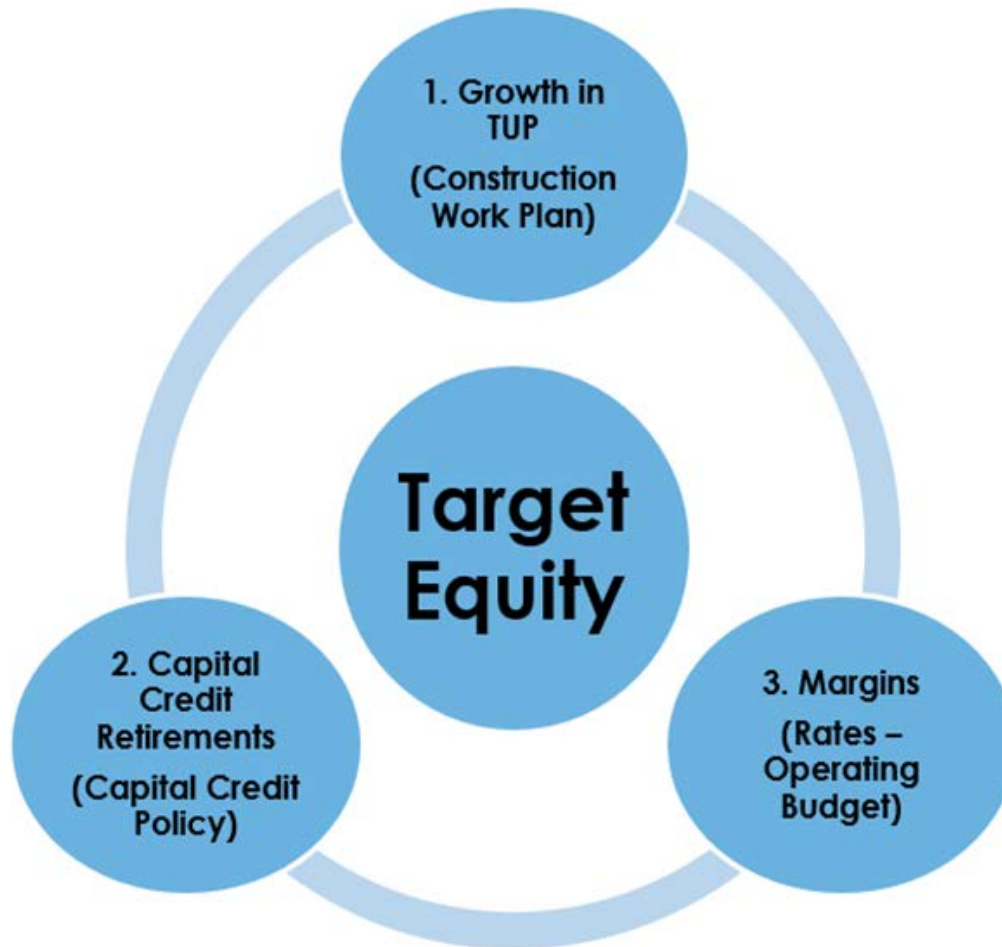 1. Growth in
TUP
(Construction
Work Plan)
Target
Equity
2. Capital
Credit
Retirements
(Capital Credit
Policy)
3. Margins
(Rates –
Operating
Budget)